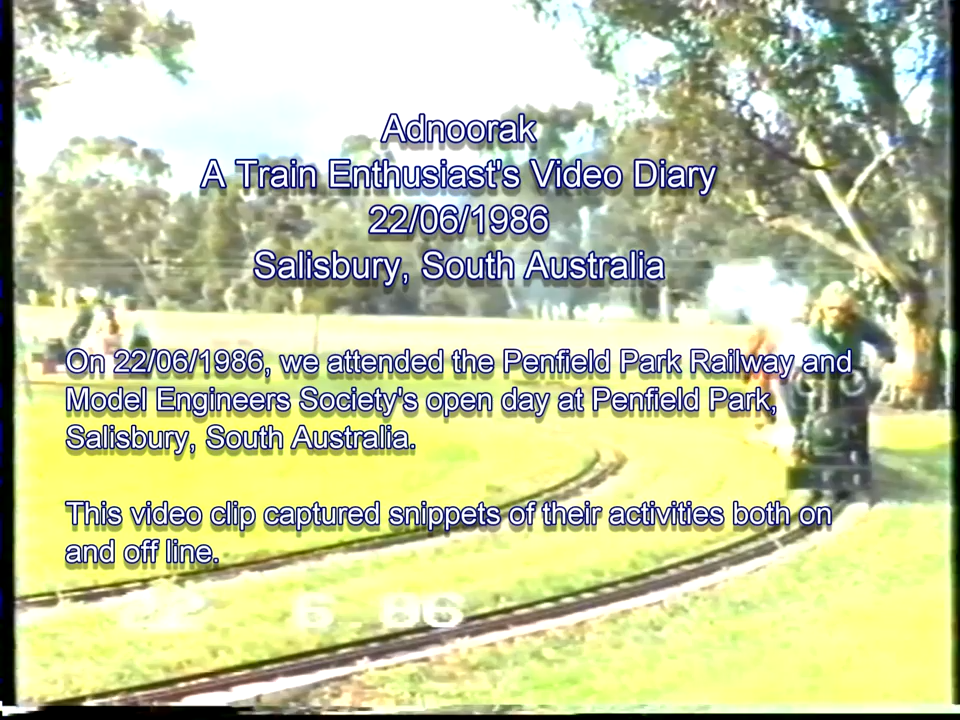 Adnoorak
A Train Enthusiast's Video Diary
22/06/1986
Salisbury, South Australia
On 22/06/1986, we attended the Penfield Park Railway and
Model Engineers Society's open day at Penfield Park,
Salisbury, South Australia.
This video clip captured snippets of their activities both on
and off line.
22 6.86